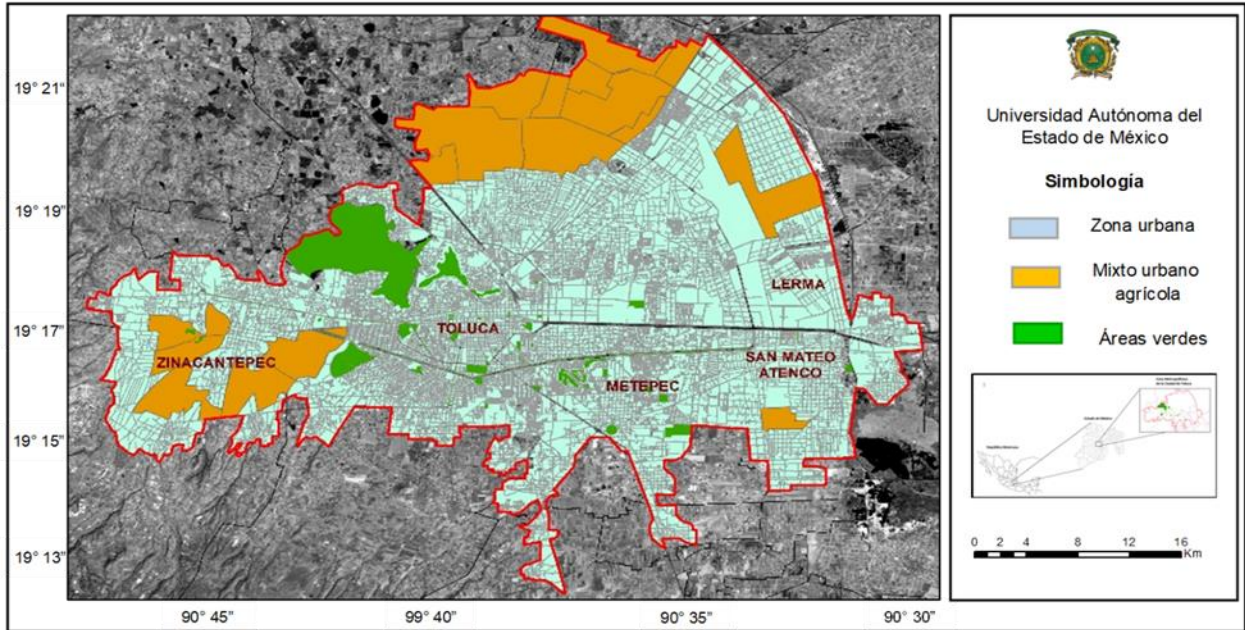 19° 21”
19° 19”
19° 17”
19° 15”
19° 13”
90° 45”
99° 40”
90° 35”
90° 30”
LERMA
TOLUCA
ZINACANTEPEC
SAN MATEO
ATENCO
METEPEC
Universidad Autónoma del
Estado de México
Simbología
Zona urbana
Mixto urbano
agrícola
Áreas verdes
0 2 4 8 12 16
Km